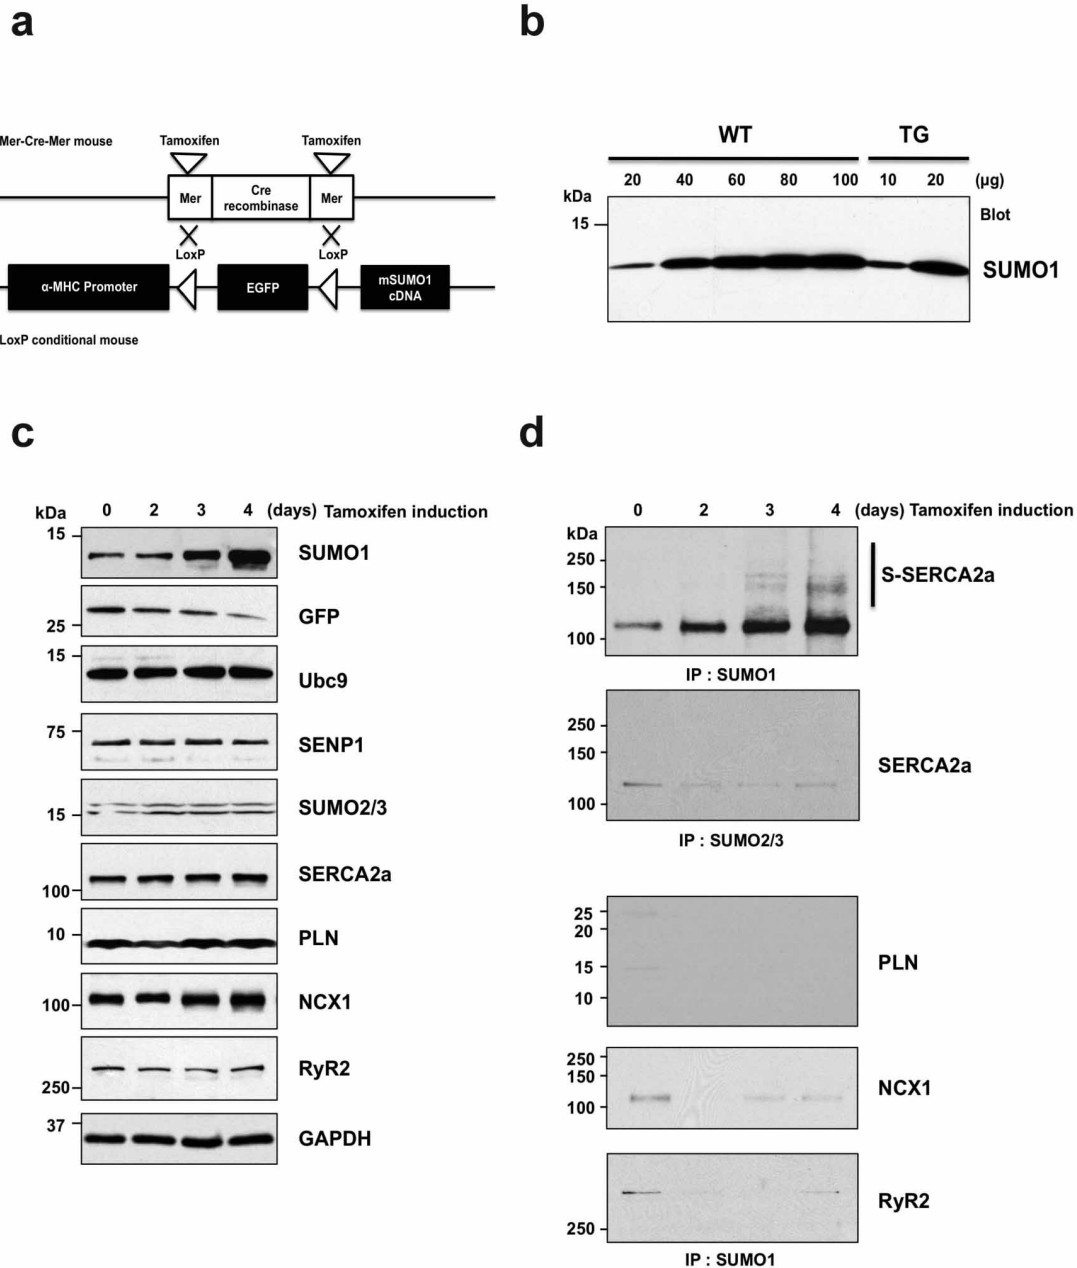 a
Mer-Cre-Mer mouse
Tamoxifen
Tamoxifen
Mer
Cre
recombinase
Mer
LoxP
LoxP
α-MHC Promoter
EGFP
mSUMO1
cDNA
LoxP conditional mouse
b
WT
TG
20 40 60 80 100 10 20 (µg)
kDa
Blot
15
SUMO1
c
kDa
0 2 3 4 (days) Tamoxifen induction
15
SUMO1
GFP
25
15
Ubc9
75
SENP1
SUMO2/3
15
SERCA2a
100
10
PLN
NCX1
100
RyR2
250
37
GAPDH
d
0 2 3 4 (days) Tamoxifen induction
kDa
250
S-SERCA2a
150
100
IP : SUMO1
250
150
SERCA2a
100
IP : SUMO2/3
25
20
PLN
15
10
250
150
NCX1
100
RyR2
250
IP : SUMO1